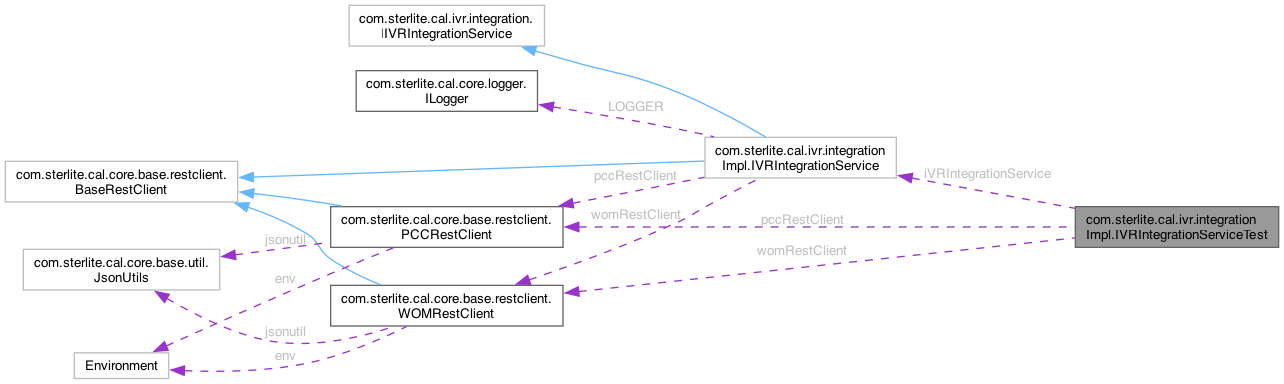 com.sterlite.cal.ivr.integration.
IIVRIntegrationService
com.sterlite.cal.core.logger.
ILogger
LOGGER
com.sterlite.cal.ivr.integration
Impl.IVRIntegrationService
com.sterlite.cal.core.base.restclient.
BaseRestClient
pccRestClient
iVRIntegrationService
com.sterlite.cal.core.base.restclient.
PCCRestClient
womRestClient
pccRestClient
com.sterlite.cal.ivr.integration
Impl.IVRIntegrationServiceTest
jsonutil
womRestClient
com.sterlite.cal.core.base.util.
JsonUtils
env
com.sterlite.cal.core.base.restclient.
WOMRestClient
jsonutil
env
Environment